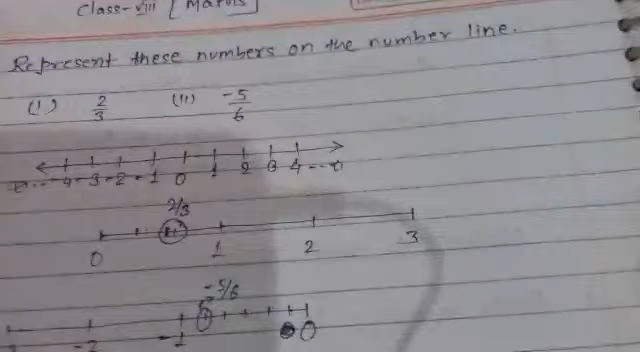 Class-viii [Maths]
Represent these numbers on the number line.
(I) 2/3 (II) -5/6
-4 -3 -2 -1 0 1 2 3 4
2/3
0 1 2 3
-5/6
-2 -1 0